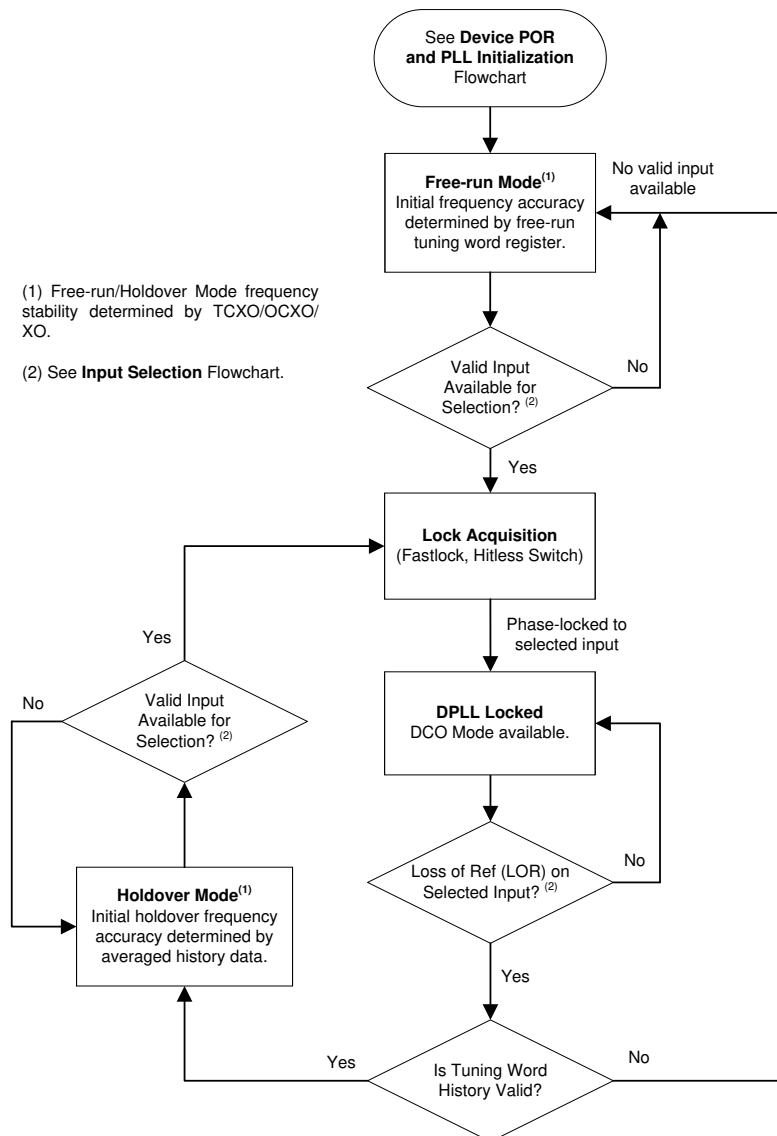 See Device POR
and PLL Initialization
Flowchart
No valid input
available
Free-run Mode(1)
Initial frequency accuracy
determined by free-run
tuning word register.
(1) Free-run/Holdover Mode frequency
stability determined by TCXO/OCXO/
XO.
(2) See Input Selection Flowchart.
Valid Input
Available for
Selection? (2)
No
Yes
Lock Acquisition
(Fastlock, Hitless Switch)
Phase-locked to
selected input
Yes
No
Valid Input
Available for
Selection? (2)
DPLL Locked
DCO Mode available.
Loss of Ref (LOR) on
Selected Input? (2)
No
Holdover Mode(1)
Initial holdover frequency
accuracy determined by
averaged history data.
Yes
Yes
Is Tuning Word
History Valid?
No